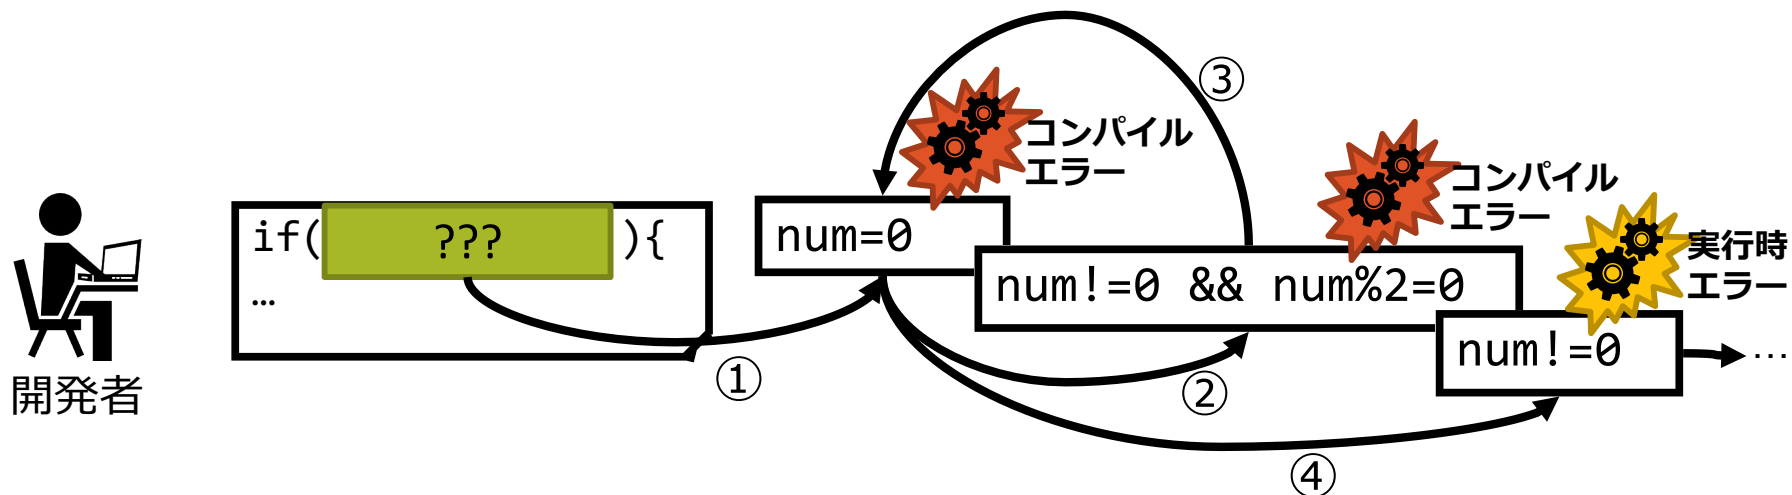 ③
コンパイル
エラー
コンパイル
エラー
if( ??? ){
…
num=0
num!=0 && num%2=0
実行時
エラー
num!=0
…
開発者
①
②
④